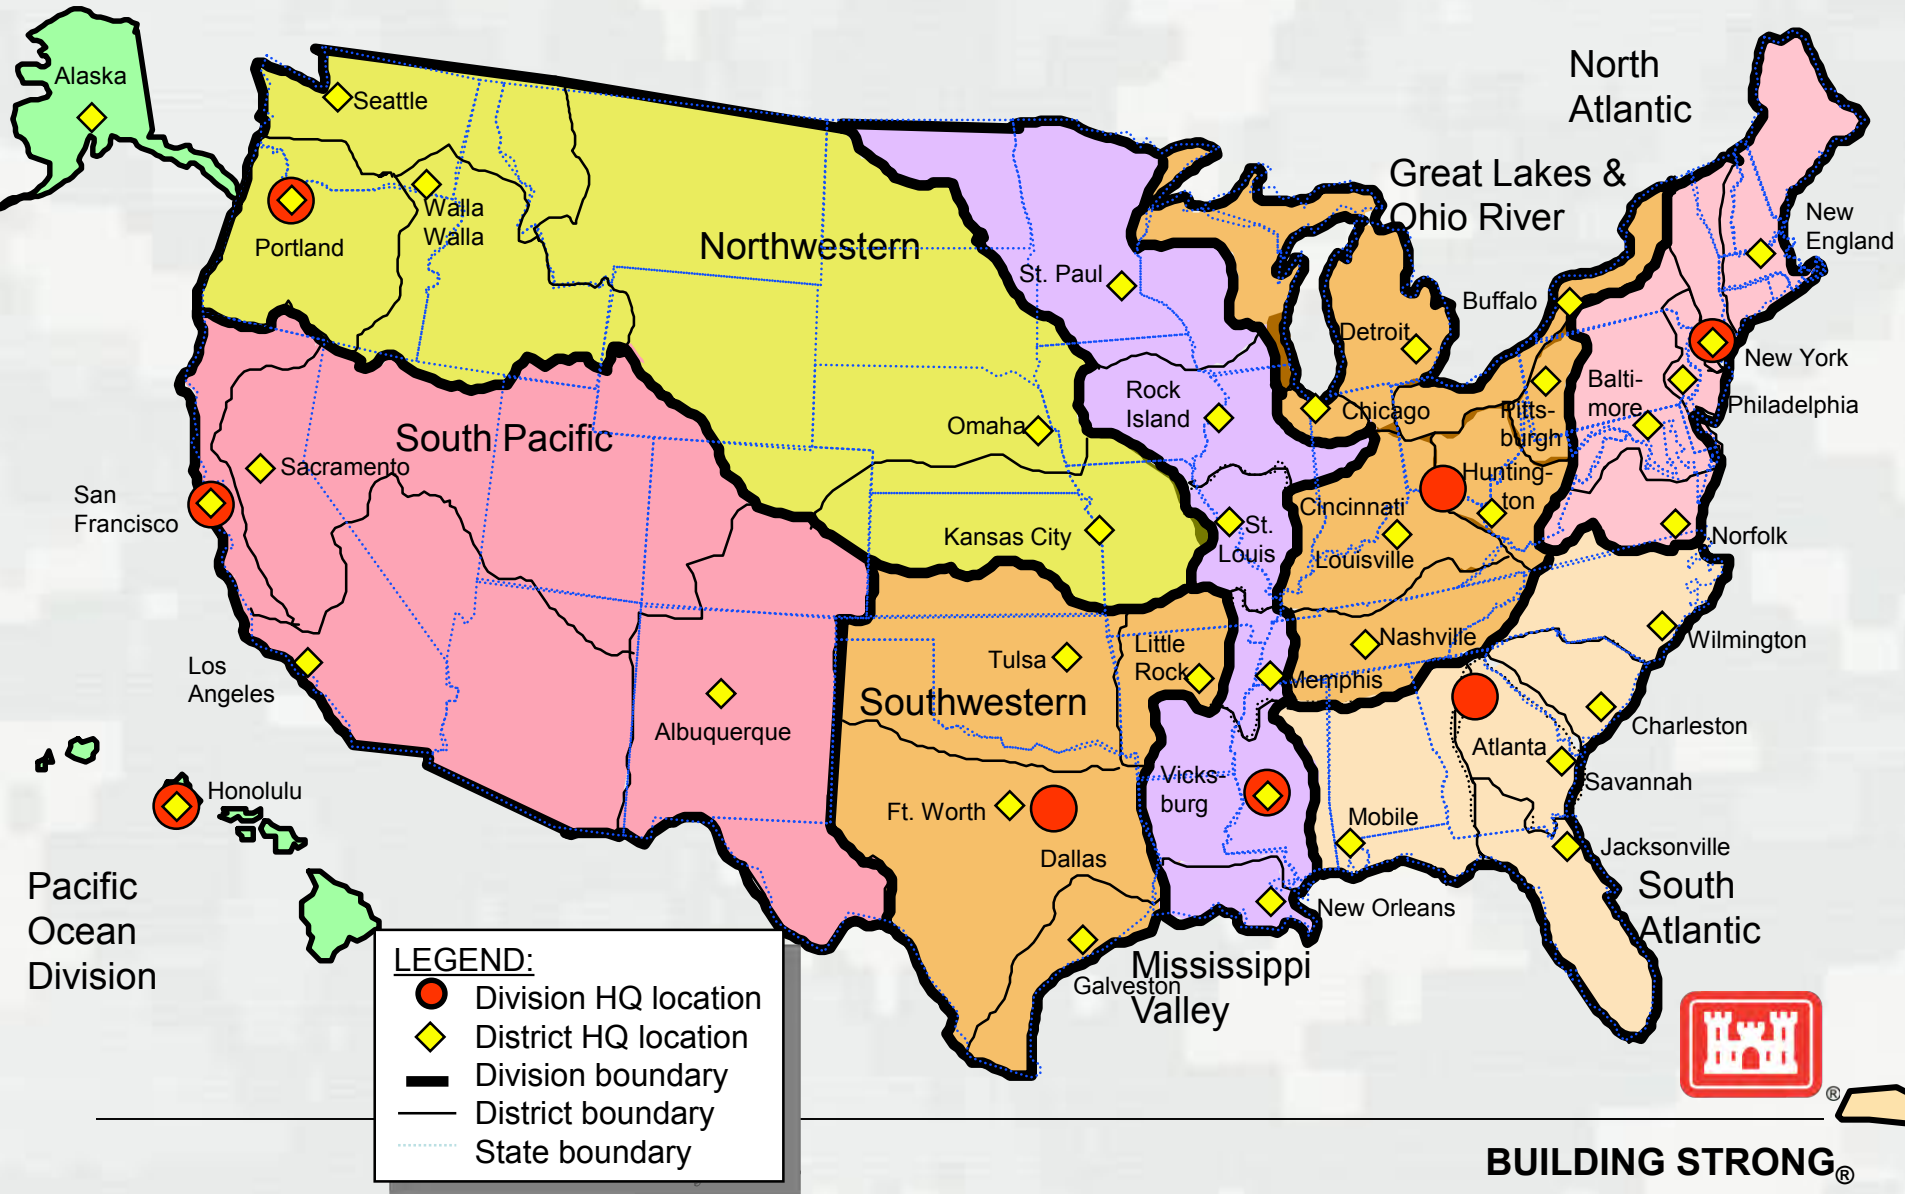 Alaska
Seattle
Portland
Walla
Walla
Northwestern
North
Atlantic
Great Lakes &
Ohio River
New
England
St. Paul
Buffalo
Detroit
New York
Balti-
more
Philadelphia
Rock
Island
Chicago
Pitts-
burgh
Omaha
South Pacific
Sacramento
San
Francisco
Hunting-
ton
Cincinnati
Louisville
Kansas City
St.
Louis
Norfolk
Los
Angeles
Albuquerque
Tulsa
Little
Rock
Southwestern
Memphis
Nashville
Wilmington
Charleston
Atlanta
Savannah
Honolulu
Ft. Worth
Dallas
Vicks-
burg
Mobile
Jacksonville
South
Atlantic
Pacific
Ocean
Division
New Orleans
Galveston
Mississippi
Valley
LEGEND:
Division HQ location
District HQ location
Division boundary
District boundary
State boundary
®
BUILDING STRONG®